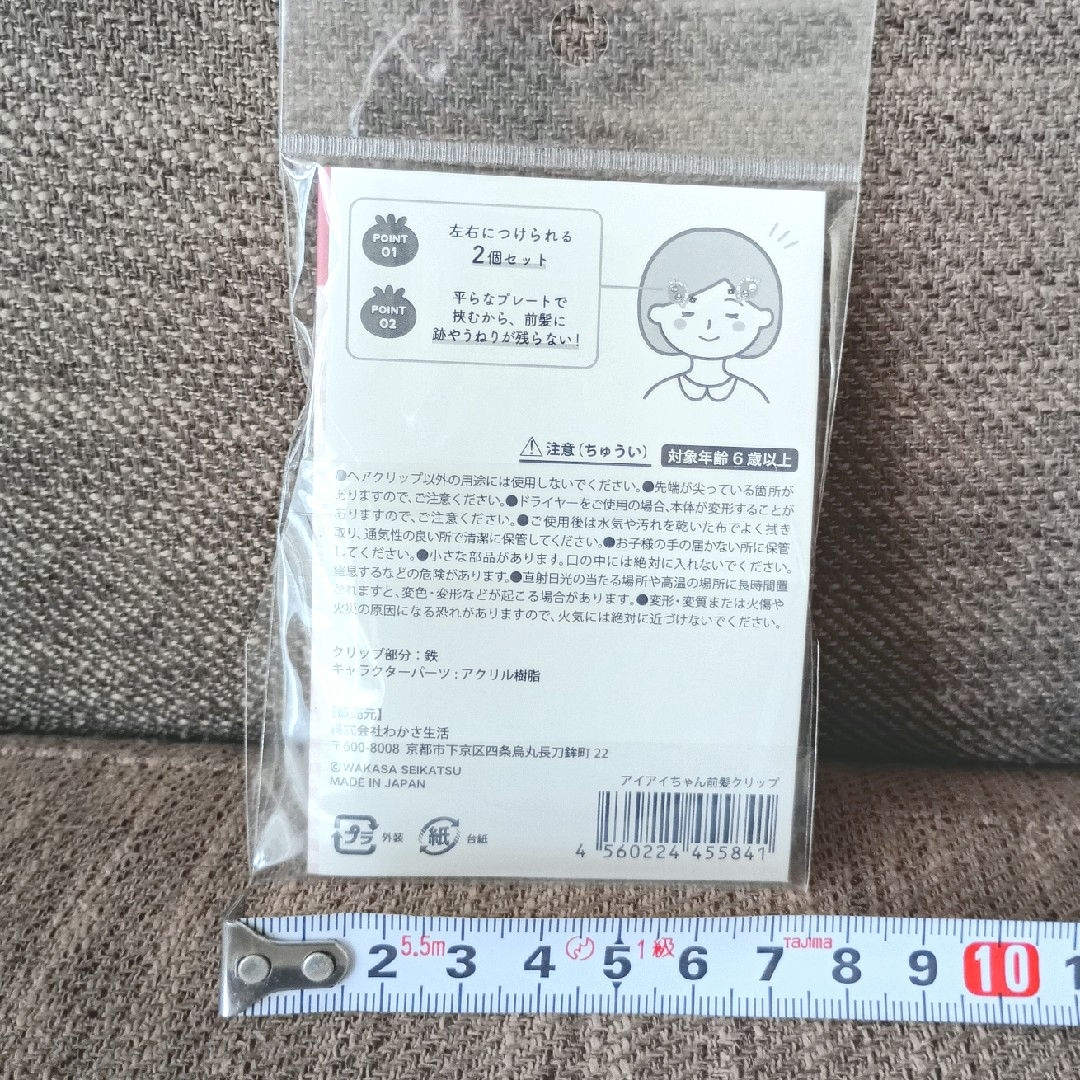 POINT
01
左右につけられる
2個セット
POINT
02
平らなプレートで
挟むから、前髪に
跡やうねりが残らない!
注意(ちゅうい) 対象年齢6歳以上
●ヘアクリップ以外の用途には使用しないでください。●先端が尖っている箇所が
ありますので、ご注意ください。●ドライヤーをご使用の場合、本体が変形することが
ありますので、ご注意ください。●ご使用後は水気や汚れを乾いた布でよく拭き
取り、通気性の良い所で清潔に保管してください。●お子様の手の届かない所に保管
してください。●小さな部品があります。口の中には絶対に入れないでください。
窒息するなどの危険があります。●直射日光の当たる場所や高温の場所に長時間置
かれますと、変色・変形などが起こる場合があります。●変形・変質または火傷や
火災の原因になる恐れがありますので、火気には絶対に近づけないでください。
クリップ部分:鉄
キャラクターパーツ:アクリル樹脂
【販売元】
株式会社わかさ生活
〒600-8008 京都市下京区四条烏丸長刀鉾町22
© WAKASA SEIKATSU
MADE IN JAPAN
アイアイちゃん前髪クリップ
プラ 外装 紙 台紙
4 560224 455841
2 5.5m 3 4 5 1級 6 7 Tajima 8 9 10 1